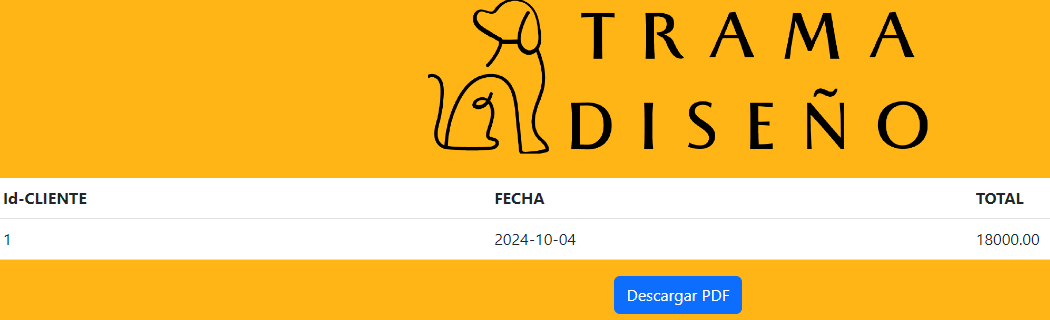 TRAMA
DISEÑO
Id-CLIENTE FECHA TOTAL
1 2024-10-04 18000.00
Descargar PDF